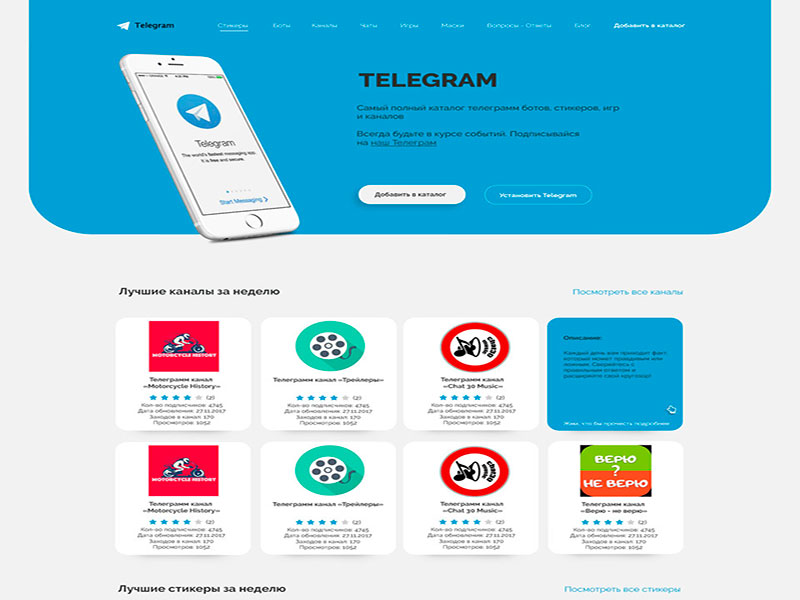 Telegram
Стикеры Боты Каналы Чаты Игры Маски Вопросы - Ответы Блог Добавить в каталог
TELEGRAM
Самый полный каталог телеграмм ботов, стикеров, игр
и каналов
Всегда будьте в курсе событий. Подписывайся
на наш Телеграм
Добавить в каталог Установить Telegram
Telegram
The world's fastest messaging app.
It is free and secure.
Start Messaging
Лучшие каналы за неделю Посмотреть все каналы
MOTORCYCLE HISTORY
Телеграмм канал
«Motorcycle History»
(2)
Кол-во подписчиков: 4745
Дата обновления: 27.11.2017
Заходов в канал: 170
Просмотров: 1052
Телеграмм канал «Трейлеры»
(2)
Кол-во подписчиков: 4745
Дата обновления: 27.11.2017
Заходов в канал: 170
Просмотров: 1052
Телеграмм канал
«Chat 30 Music»
(2)
Кол-во подписчиков: 4745
Дата обновления: 27.11.2017
Заходов в канал: 170
Просмотров: 1052
Описание:
Каждый день вам приходит факт,
который может правдивым или
ложным. Сверяйтесь с
правильным ответом и
расширяйте свой кругозор!
Жми, что бы прочесть подробнее
MOTORCYCLE HISTORY
Телеграмм канал
«Motorcycle History»
(2)
Кол-во подписчиков: 4745
Дата обновления: 27.11.2017
Заходов в канал: 170
Просмотров: 1052
Телеграмм канал «Трейлеры»
(2)
Кол-во подписчиков: 4745
Дата обновления: 27.11.2017
Заходов в канал: 170
Просмотров: 1052
Телеграмм канал
«Chat 30 Music»
(2)
Кол-во подписчиков: 4745
Дата обновления: 27.11.2017
Заходов в канал: 170
Просмотров: 1052
ВЕРЮ
?
НЕ ВЕРЮ
Телеграмм канал
«Верю - не верю»
(2)
Кол-во подписчиков: 4745
Дата обновления: 27.11.2017
Заходов в канал: 170
Просмотров: 1052
Лучшие стикеры за неделю Посмотреть все стикеры